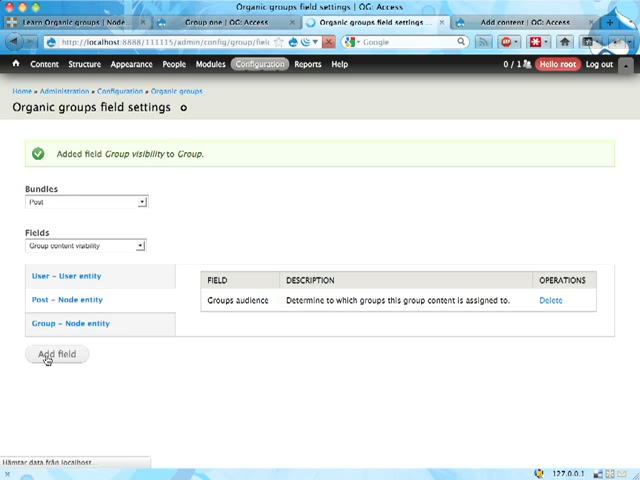 Organic groups field settings | OG: Access
Learn Organic groups | Node...
Group one | OG: Access
Organic groups field settings ...
Add content | OG: Access
http://localhost:8888/111115/admin/config/group/fiel
Google
Content Structure Appearance People Modules Configuration Reports Help
0 / 1 Hello root Log out
Home » Administration » Configuration » Organic groups
Organic groups field settings
Added field Group visibility to Group.
Bundles
Post
Fields
Group content visibility
User - User entity
Post - Node entity
Group - Node entity
FIELD DESCRIPTION OPERATIONS
Groups audience Determine to which groups this group content is assigned to. Delete
Add field
Hämtar data från localhost...
127.0.0.1